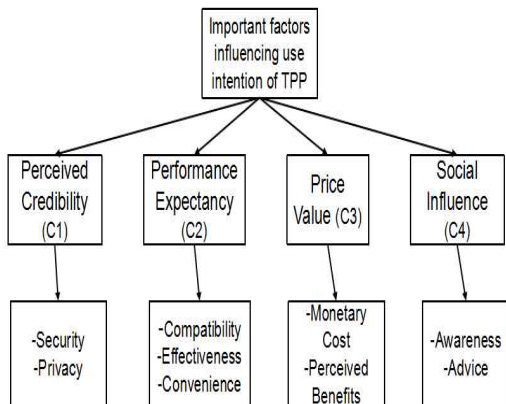 Important factors
influencing use
intention of TPP
Perceived
Credibility
(C1)
Performance
Expectancy
(C2)
Price
Value (C3)
Social
Influence
(C4)
-Security
-Privacy
-Compatibility
-Effectiveness
-Convenience
-Monetary
Cost
-Perceived
Benefits
-Awareness
-Advice